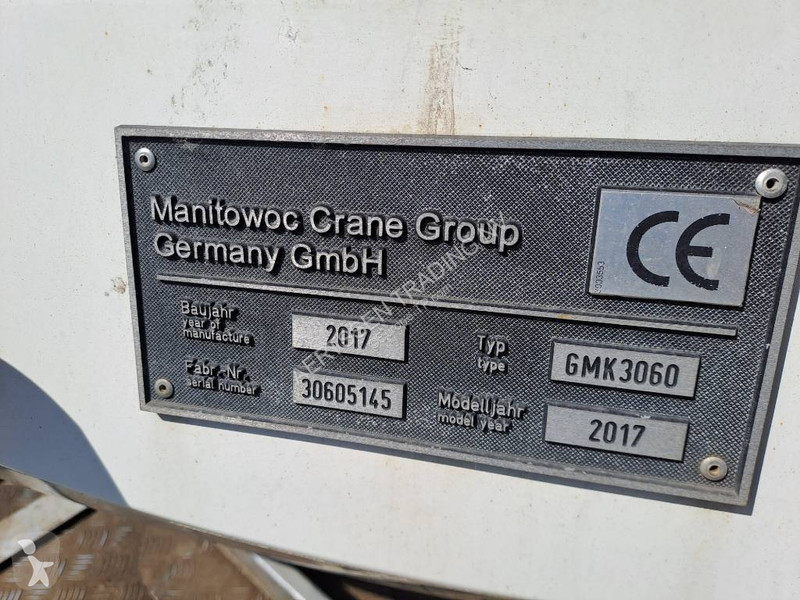 Manitowoc Crane Group
Germany GmbH
CE
V003553
Baujahr
year of
manufacture
2017
Typ
type
GMK3060
Fabr.-Nr.
serial number
30605145
Modelljahr
model year
2017